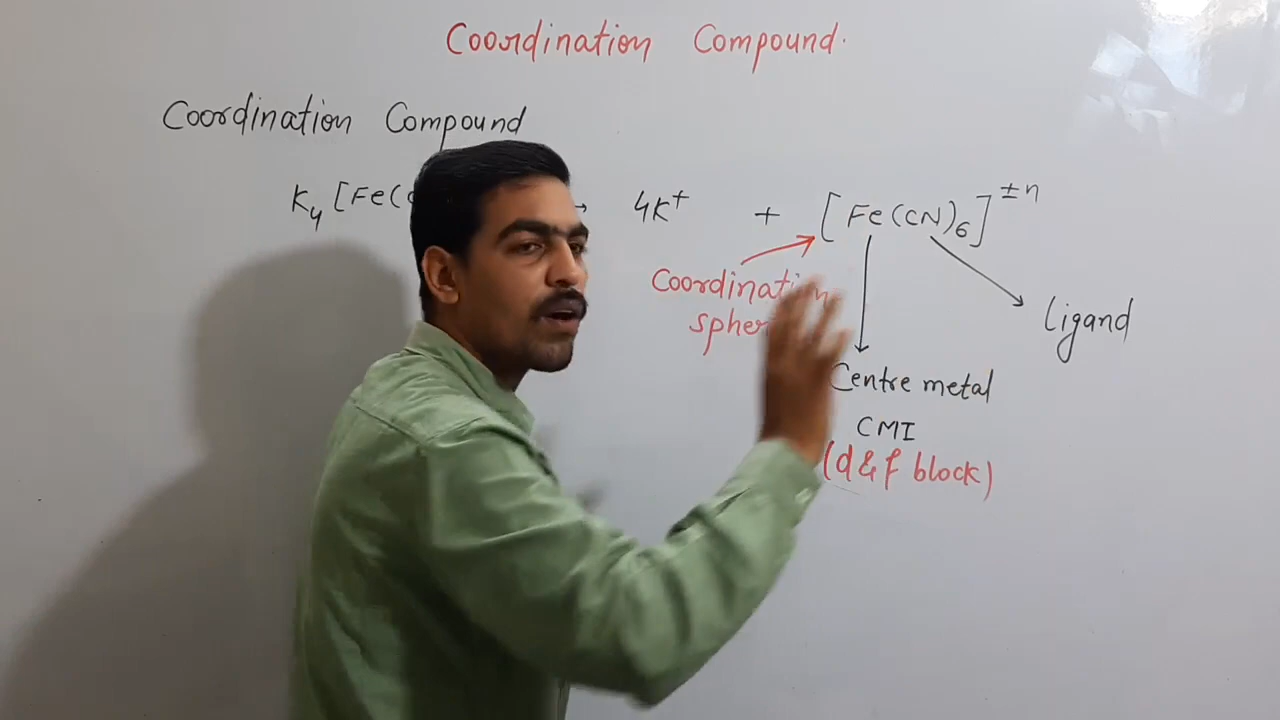 Coordination Compound.
Coordination Compound
K4 [Fe(C → 4K+ + [Fe(CN)6]±n
Coordination
spher
Ligand
Centre metal
CMI
(d & f block)